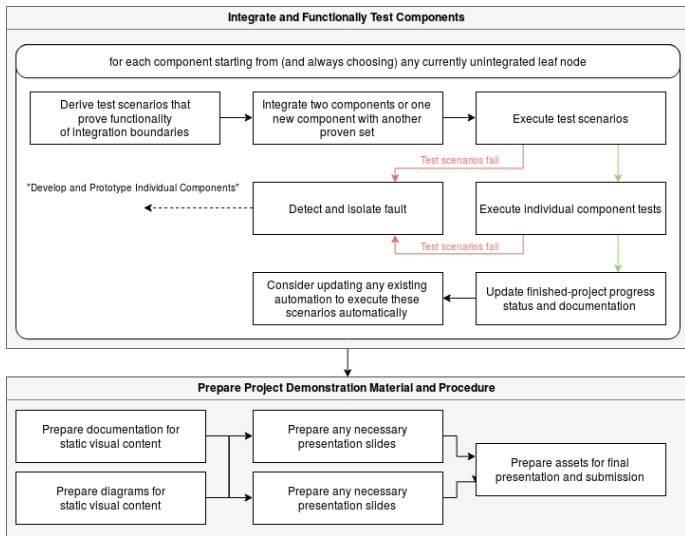 Integrate and Functionally Test Components
for each component starting from (and always choosing) any currently unintegrated leaf node
Derive test scenarios that
prove functionality
of integration boundaries
Integrate two components or one
new component with another
proven set
Execute test scenarios
Test scenarios fail
"Develop and Prototype Individual Components"
Detect and isolate fault
Execute individual component tests
Test scenarios fail
Consider updating any existing
automation to execute these
scenarios automatically
Update finished-project progress
status and documentation
Prepare Project Demonstration Material and Procedure
Prepare documentation for
static visual content
Prepare any necessary
presentation slides
Prepare assets for final
presentation and submission
Prepare diagrams for
static visual content
Prepare any necessary
presentation slides